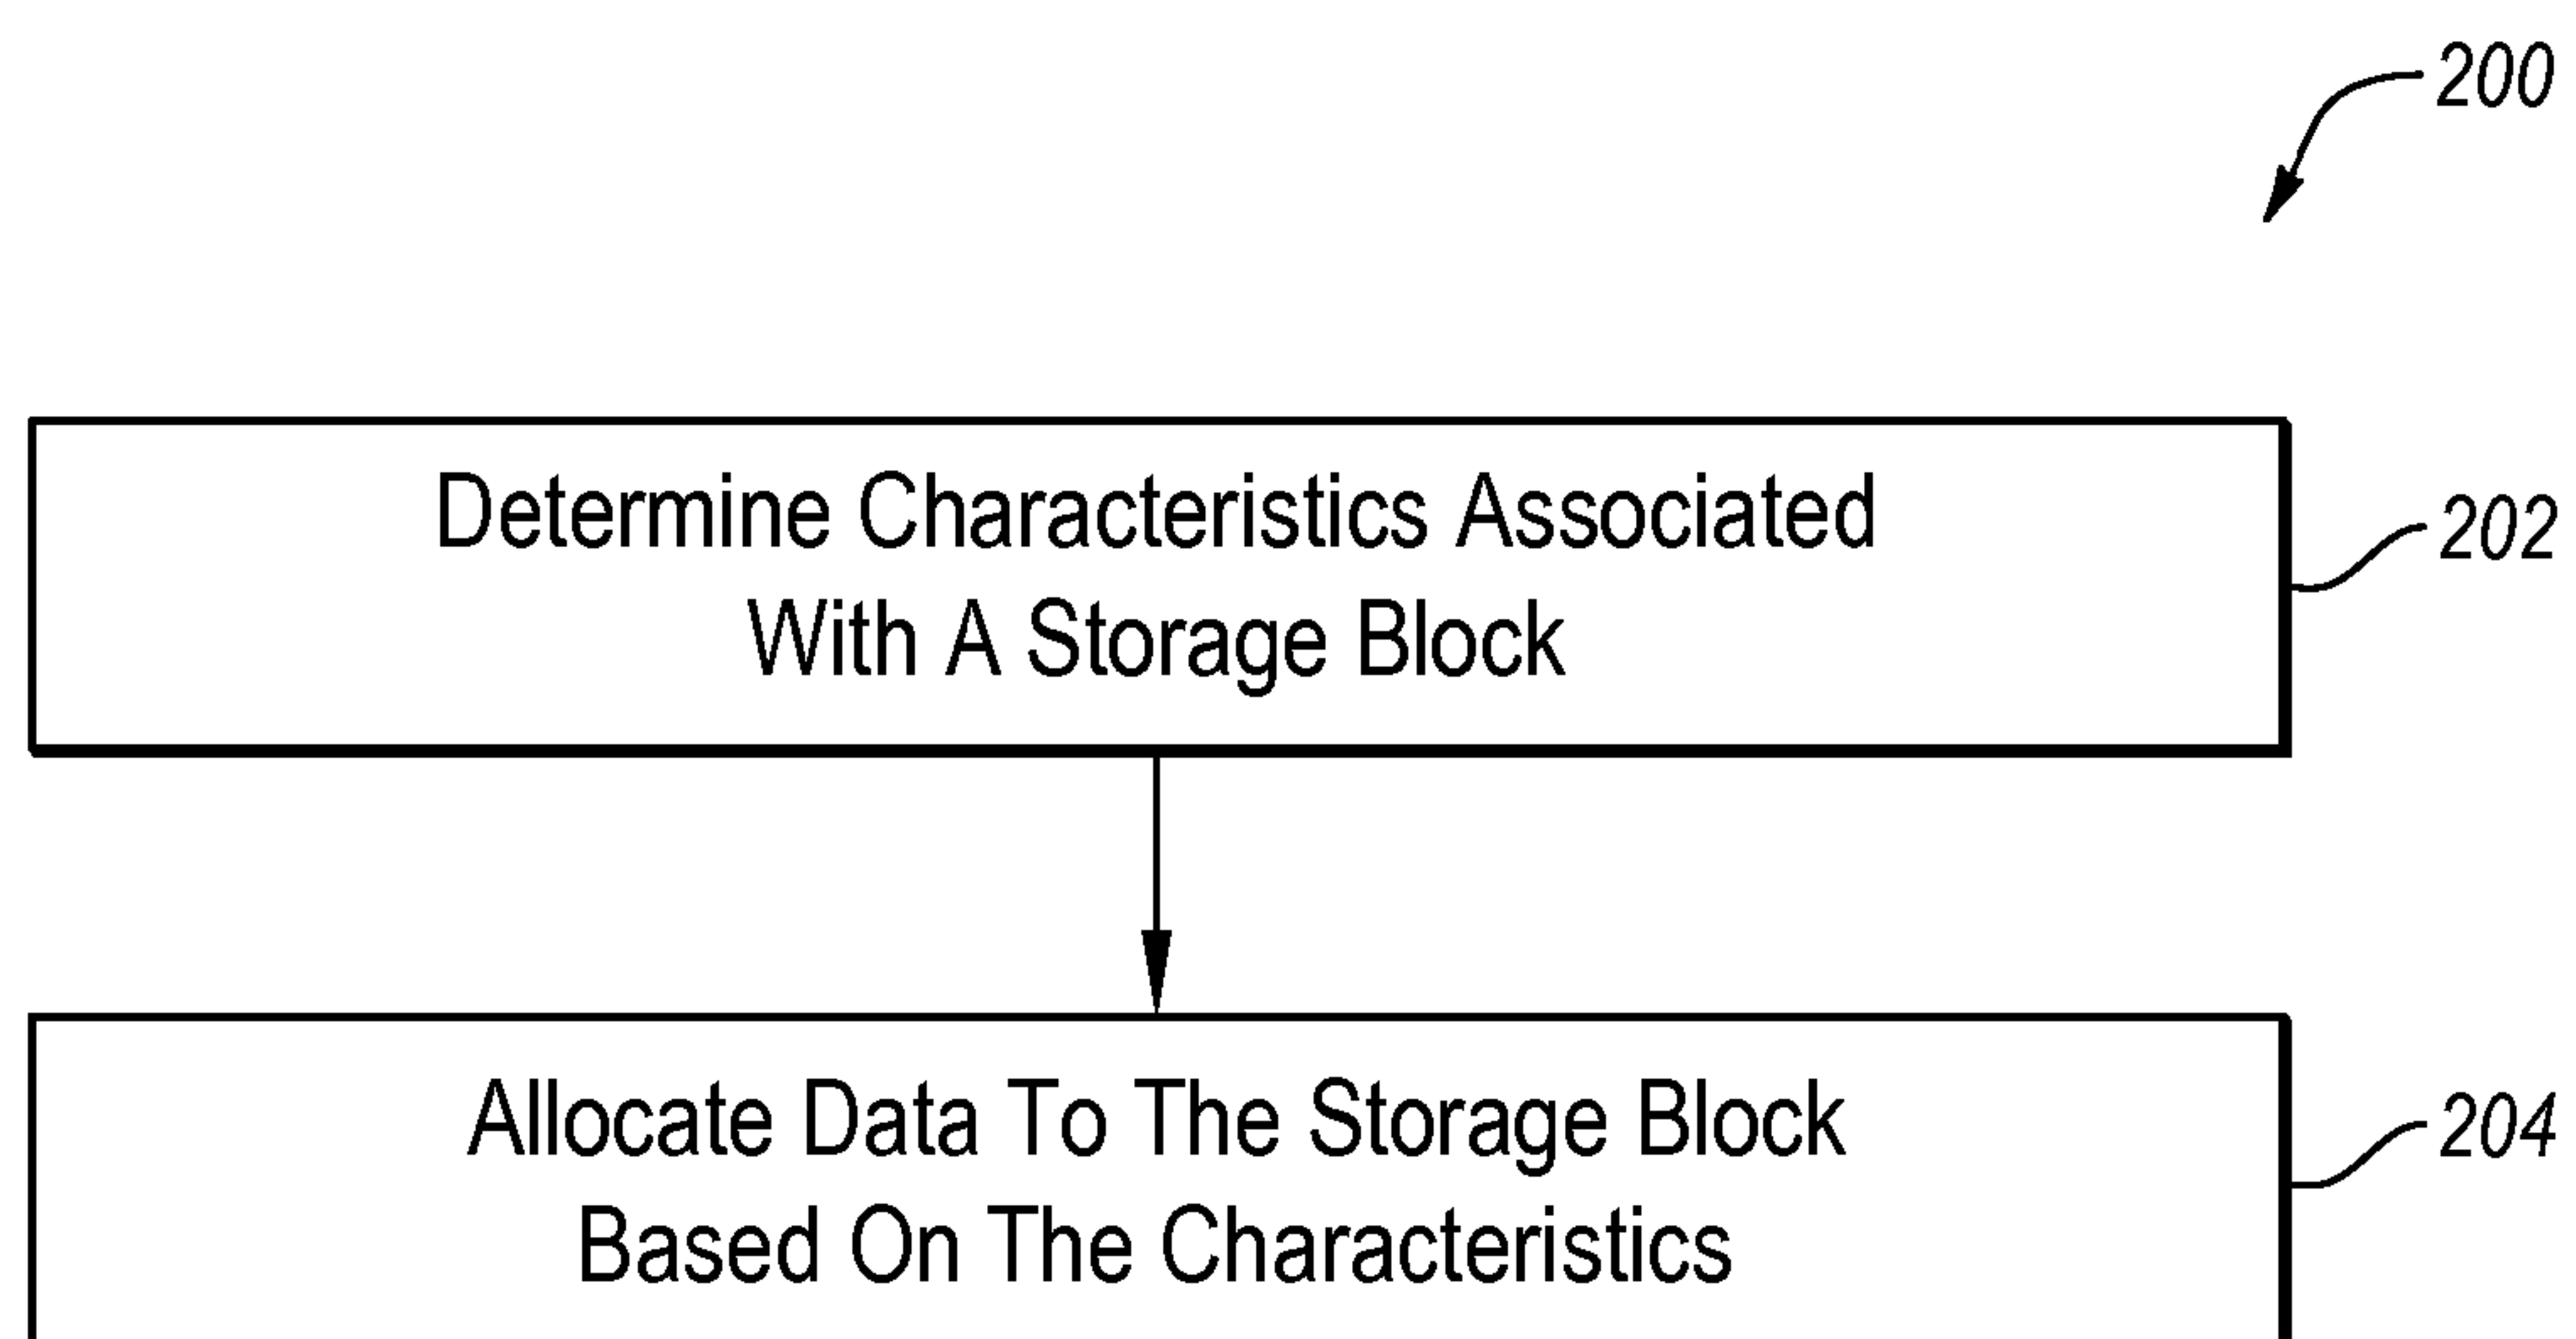 200
Determine Characteristics Associated
With A Storage Block
202
Allocate Data To The Storage Block
Based On The Characteristics
204